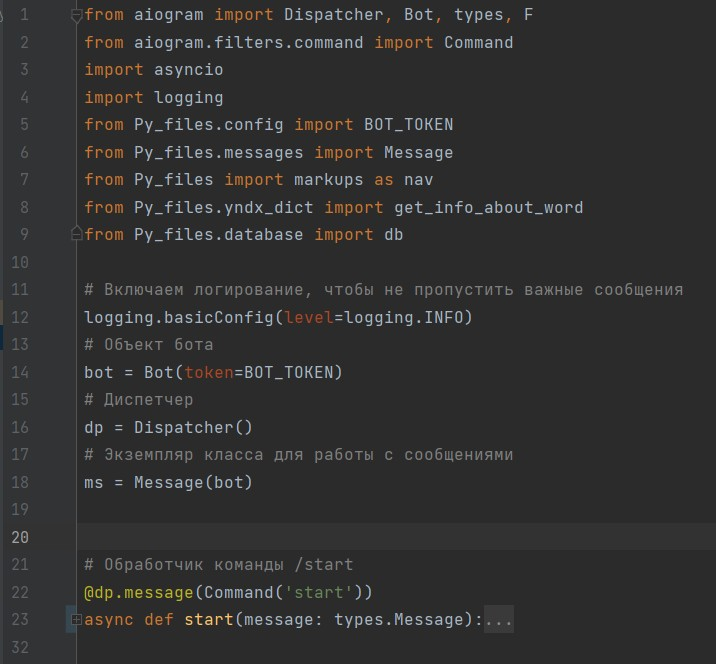 1 from aiogram import Dispatcher, Bot, types, F
2 from aiogram.filters.command import Command
3 import asyncio
4 import logging
5 from Py_files.config import BOT_TOKEN
6 from Py_files.messages import Message
7 from Py_files import markups as nav
8 from Py_files.yndx_dict import get_info_about_word
9 from Py_files.database import db
10
11 # Включаем логирование, чтобы не пропустить важные сообщения
12 logging.basicConfig(level=logging.INFO)
13 # Объект бота
14 bot = Bot(token=BOT_TOKEN)
15 # Диспетчер
16 dp = Dispatcher()
17 # Экземпляр класса для работы с сообщениями
18 ms = Message(bot)
19
20
21 # Обработчик команды /start
22 @dp.message(Command('start'))
23 async def start(message: types.Message):...
32